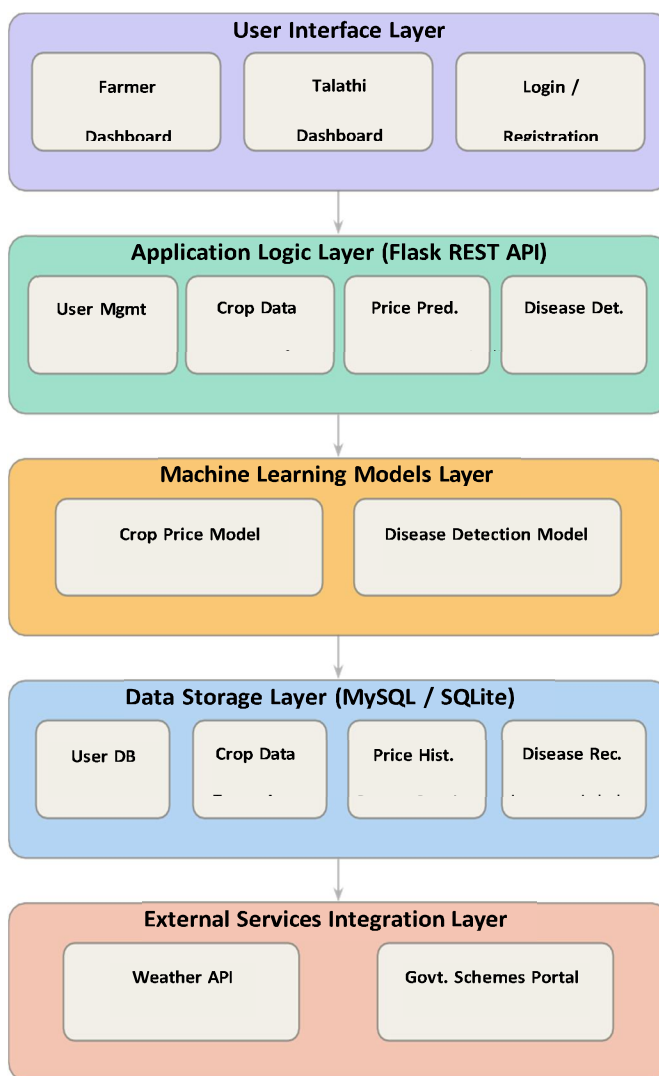 User Interface Layer
Farmer
Dashboard
Talathi
Dashboard
Login /
Registration
Application Logic Layer (Flask REST API)
User Mgmt
Crop Data
Price Pred.
Disease Det.
Machine Learning Models Layer
Crop Price Model
Disease Detection Model
Data Storage Layer (MySQL / SQLite)
User DB
Crop Data
Price Hist.
Disease Rec.
External Services Integration Layer
Weather API
Govt. Schemes Portal